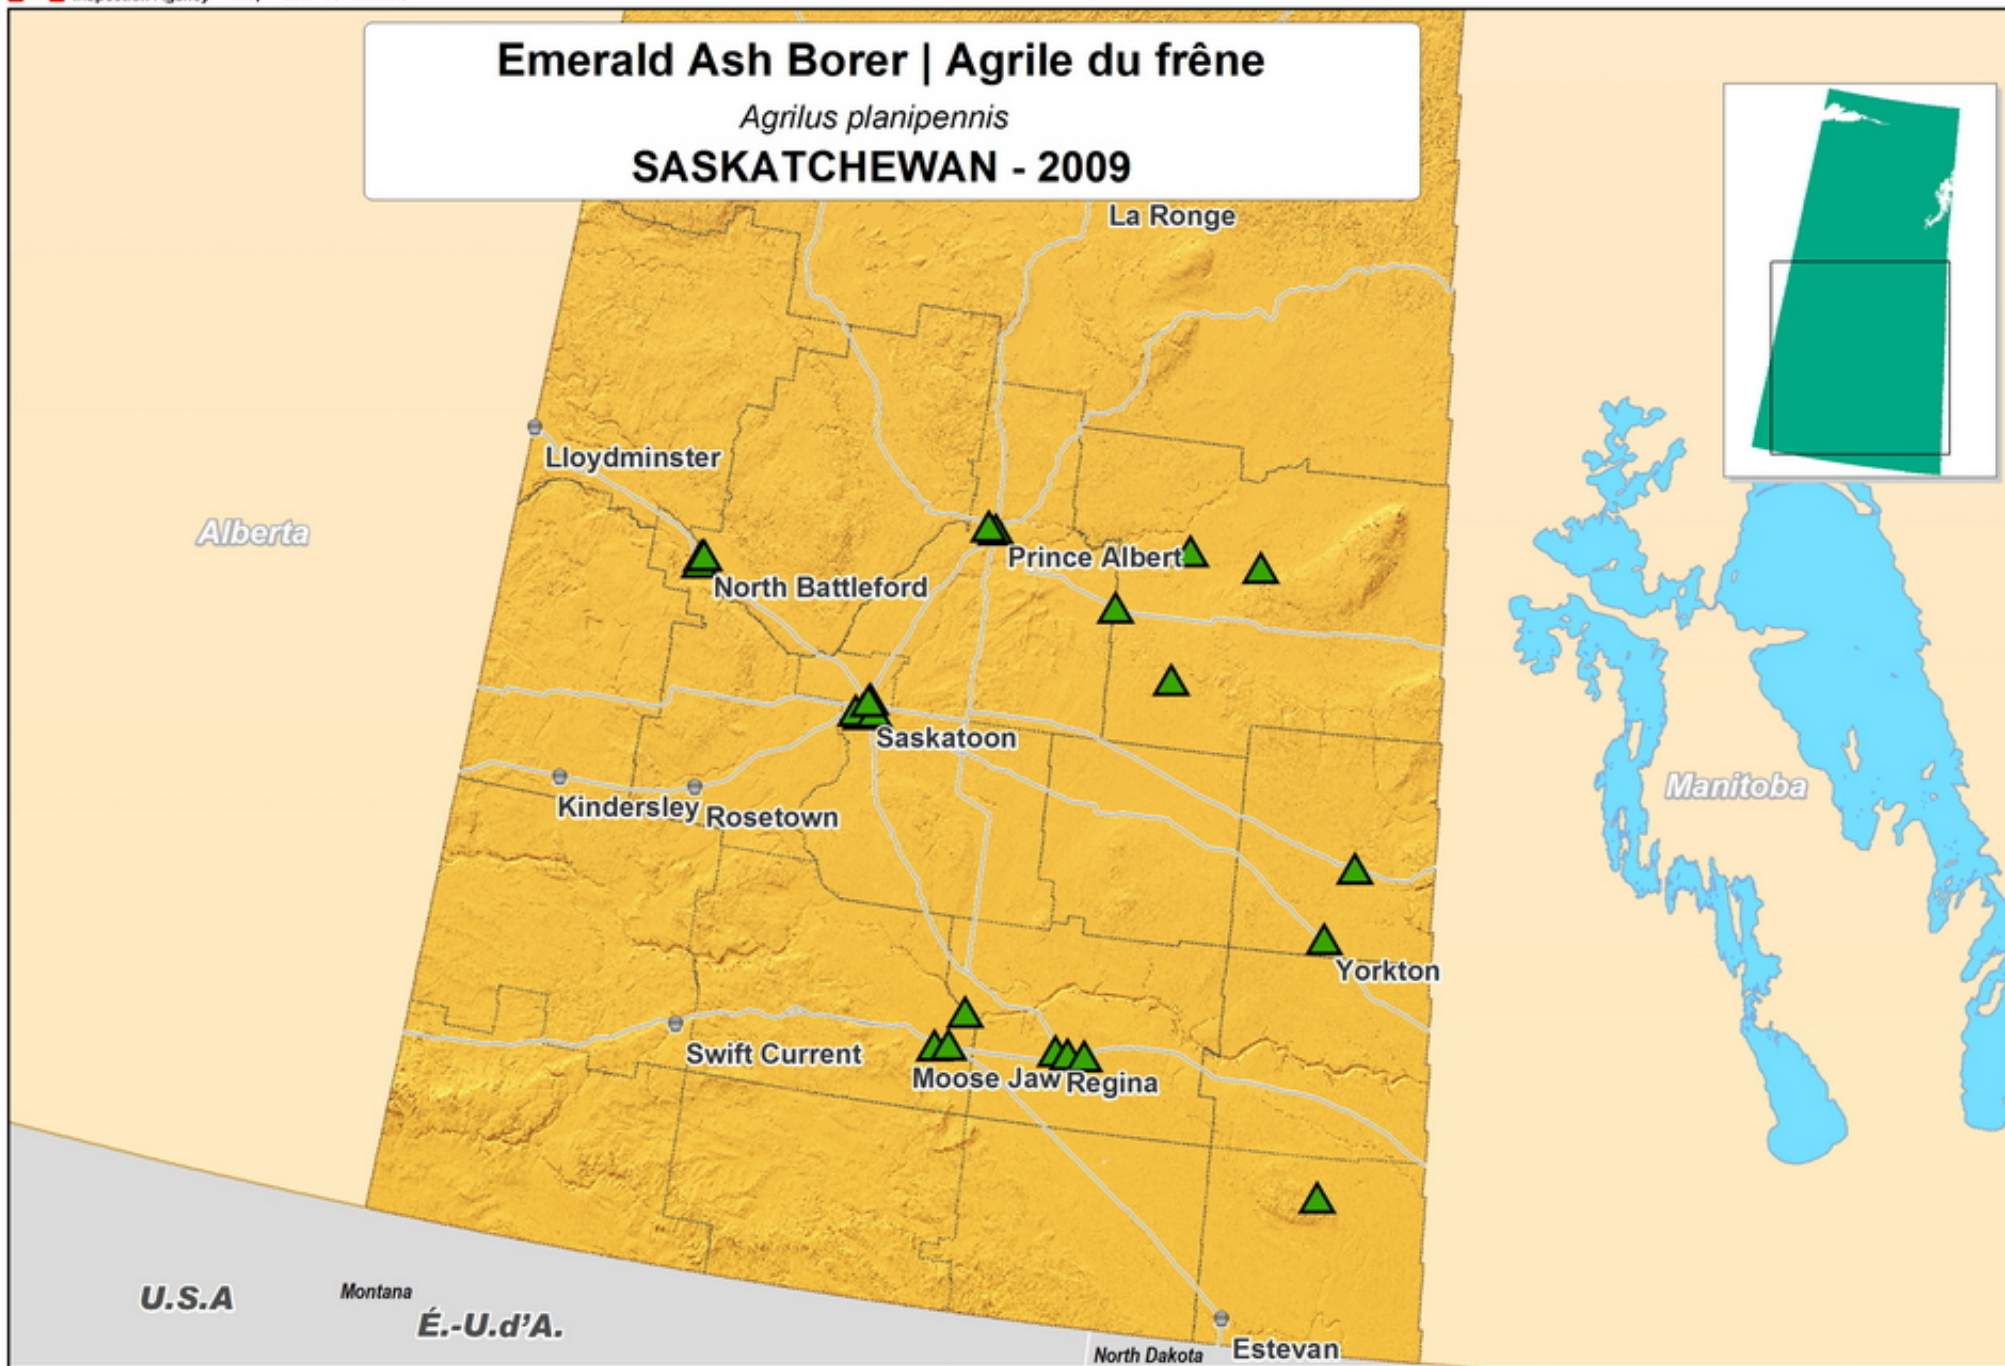 Emerald Ash Borer | Agrile du frêne
Agrilus planipennis
SASKATCHEWAN - 2009
La Ronge
Lloydminster
Alberta
Prince Albert
North Battleford
Saskatoon
Manitoba
Kindersley
Rosetown
Yorkton
Swift Current
Moose Jaw
Regina
U.S.A
Montana
É.-U.d'A.
North Dakota
Estevan